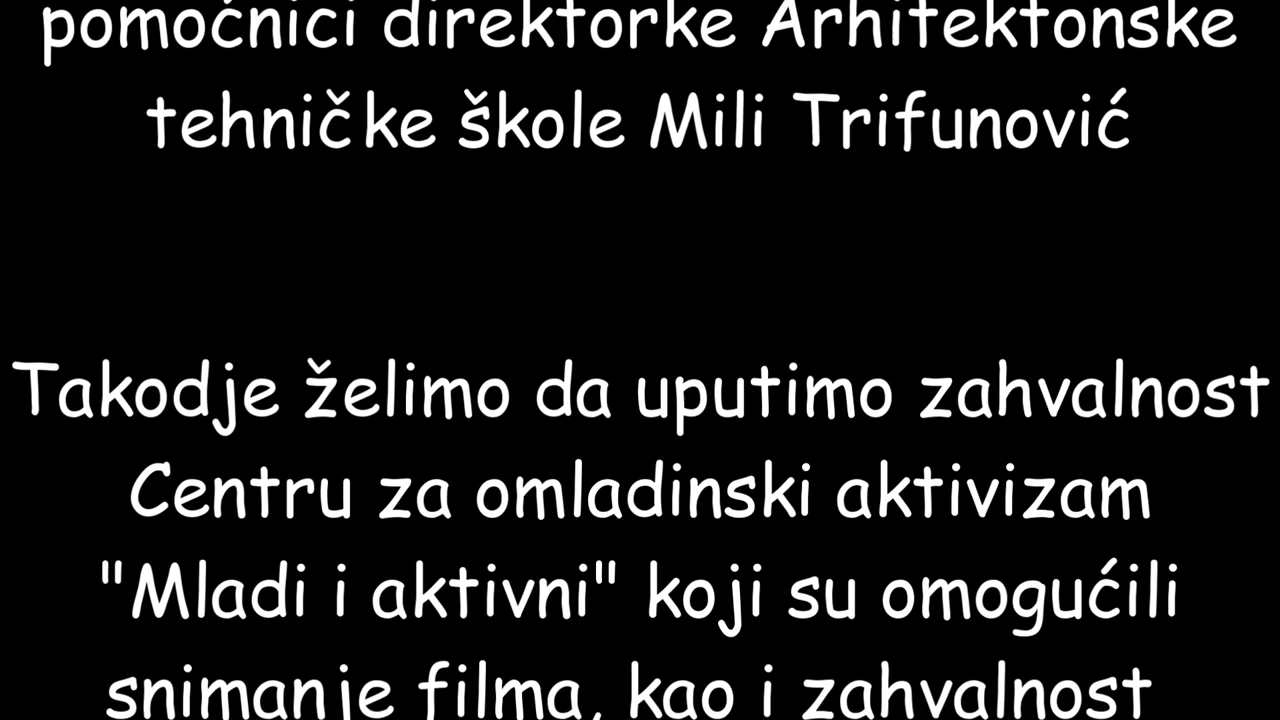 pomoćnici direktorke Arhitektonske
tehničke škole Mili Trifunović
Takodje želimo da uputimo zahvalnost
Centru za omladinski aktivizam
"Mladi i aktivni" koji su omogućili
snimanje filma, kao i zahvalnost